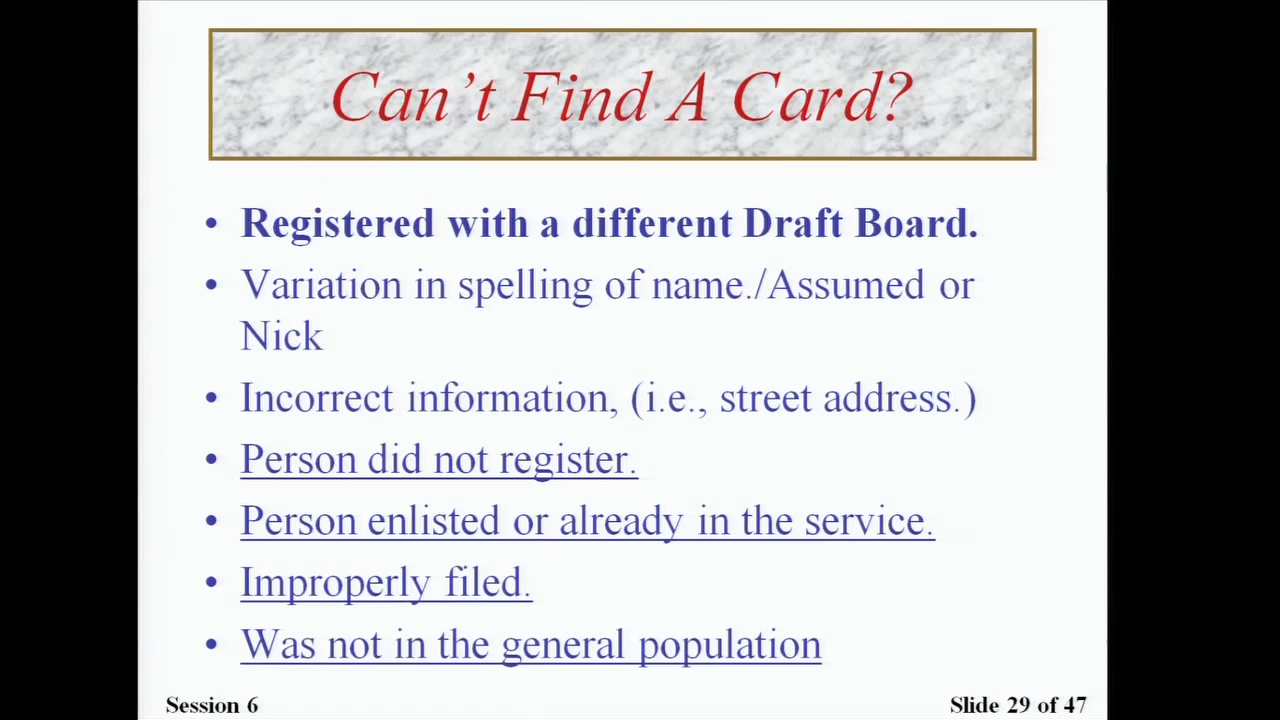 Can't Find A Card?
• Registered with a different Draft Board.
• Variation in spelling of name./Assumed or
Nick
• Incorrect information, (i.e., street address.)
• Person did not register.
• Person enlisted or already in the service.
• Improperly filed.
• Was not in the general population
Session 6
Slide 29 of 47